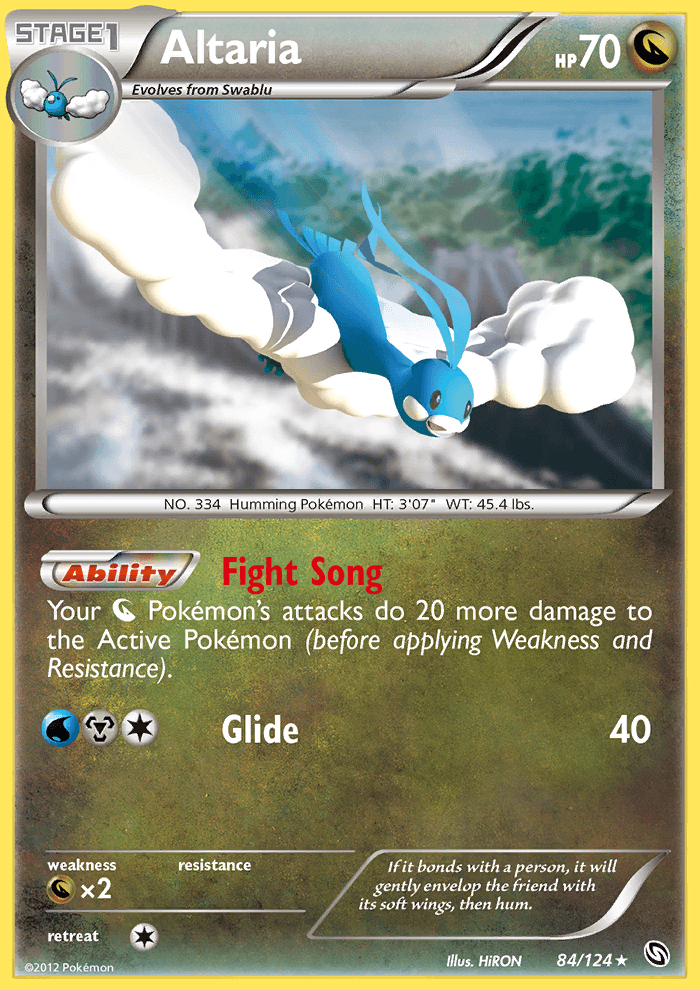 STAGE1
Altaria
HP70
Evolves from Swablu
NO. 334 Humming Pokémon HT: 3'07" WT: 45.4 lbs.
Ability Fight Song
Your Pokémon's attacks do 20 more damage to
the Active Pokémon (before applying Weakness and
Resistance).
Glide 40
weakness resistance
×2
retreat
If it bonds with a person, it will
gently envelop the friend with
its soft wings, then hum.
Illus. HiRON 84/124 ★
©2012 Pokémon